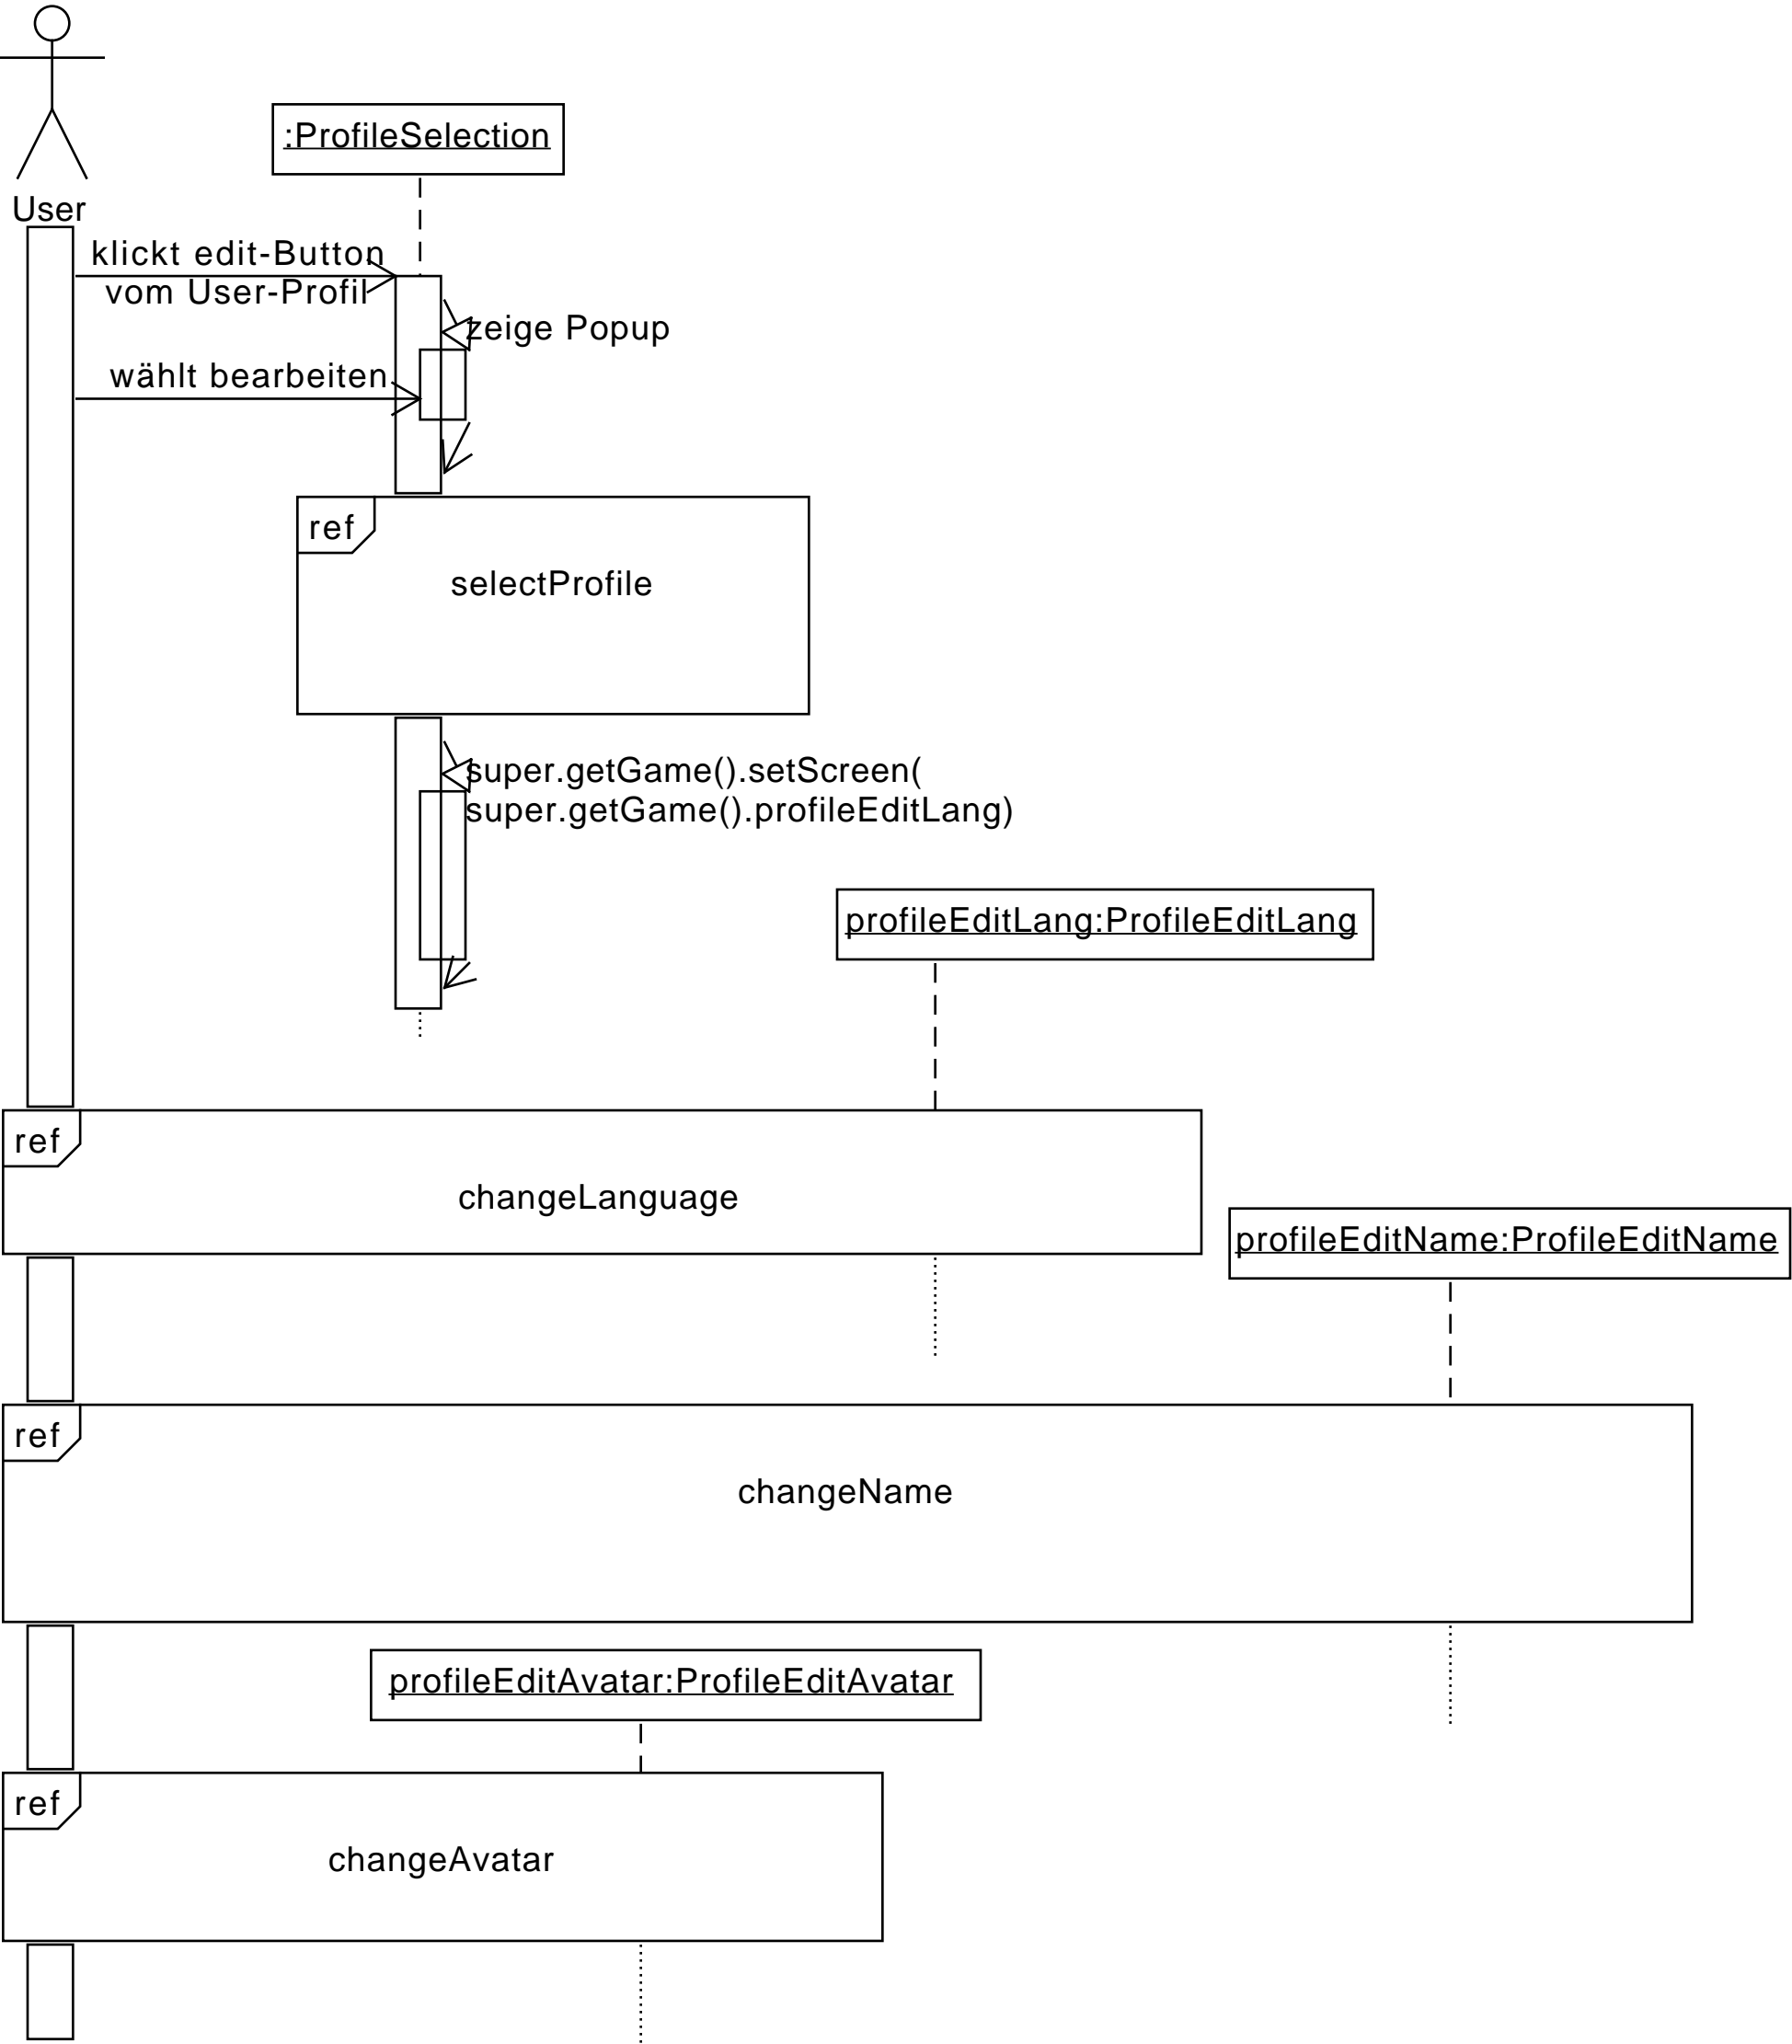 :ProfileSelection
User
klickt edit-Button
vom User-Profil
zeige Popup
wählt bearbeiten
ref
selectProfile
super.getGame().setScreen(
super.getGame().profileEditLang)
profileEditLang:ProfileEditLang
ref
changeLanguage
profileEditName:ProfileEditName
ref
changeName
profileEditAvatar:ProfileEditAvatar
ref
changeAvatar